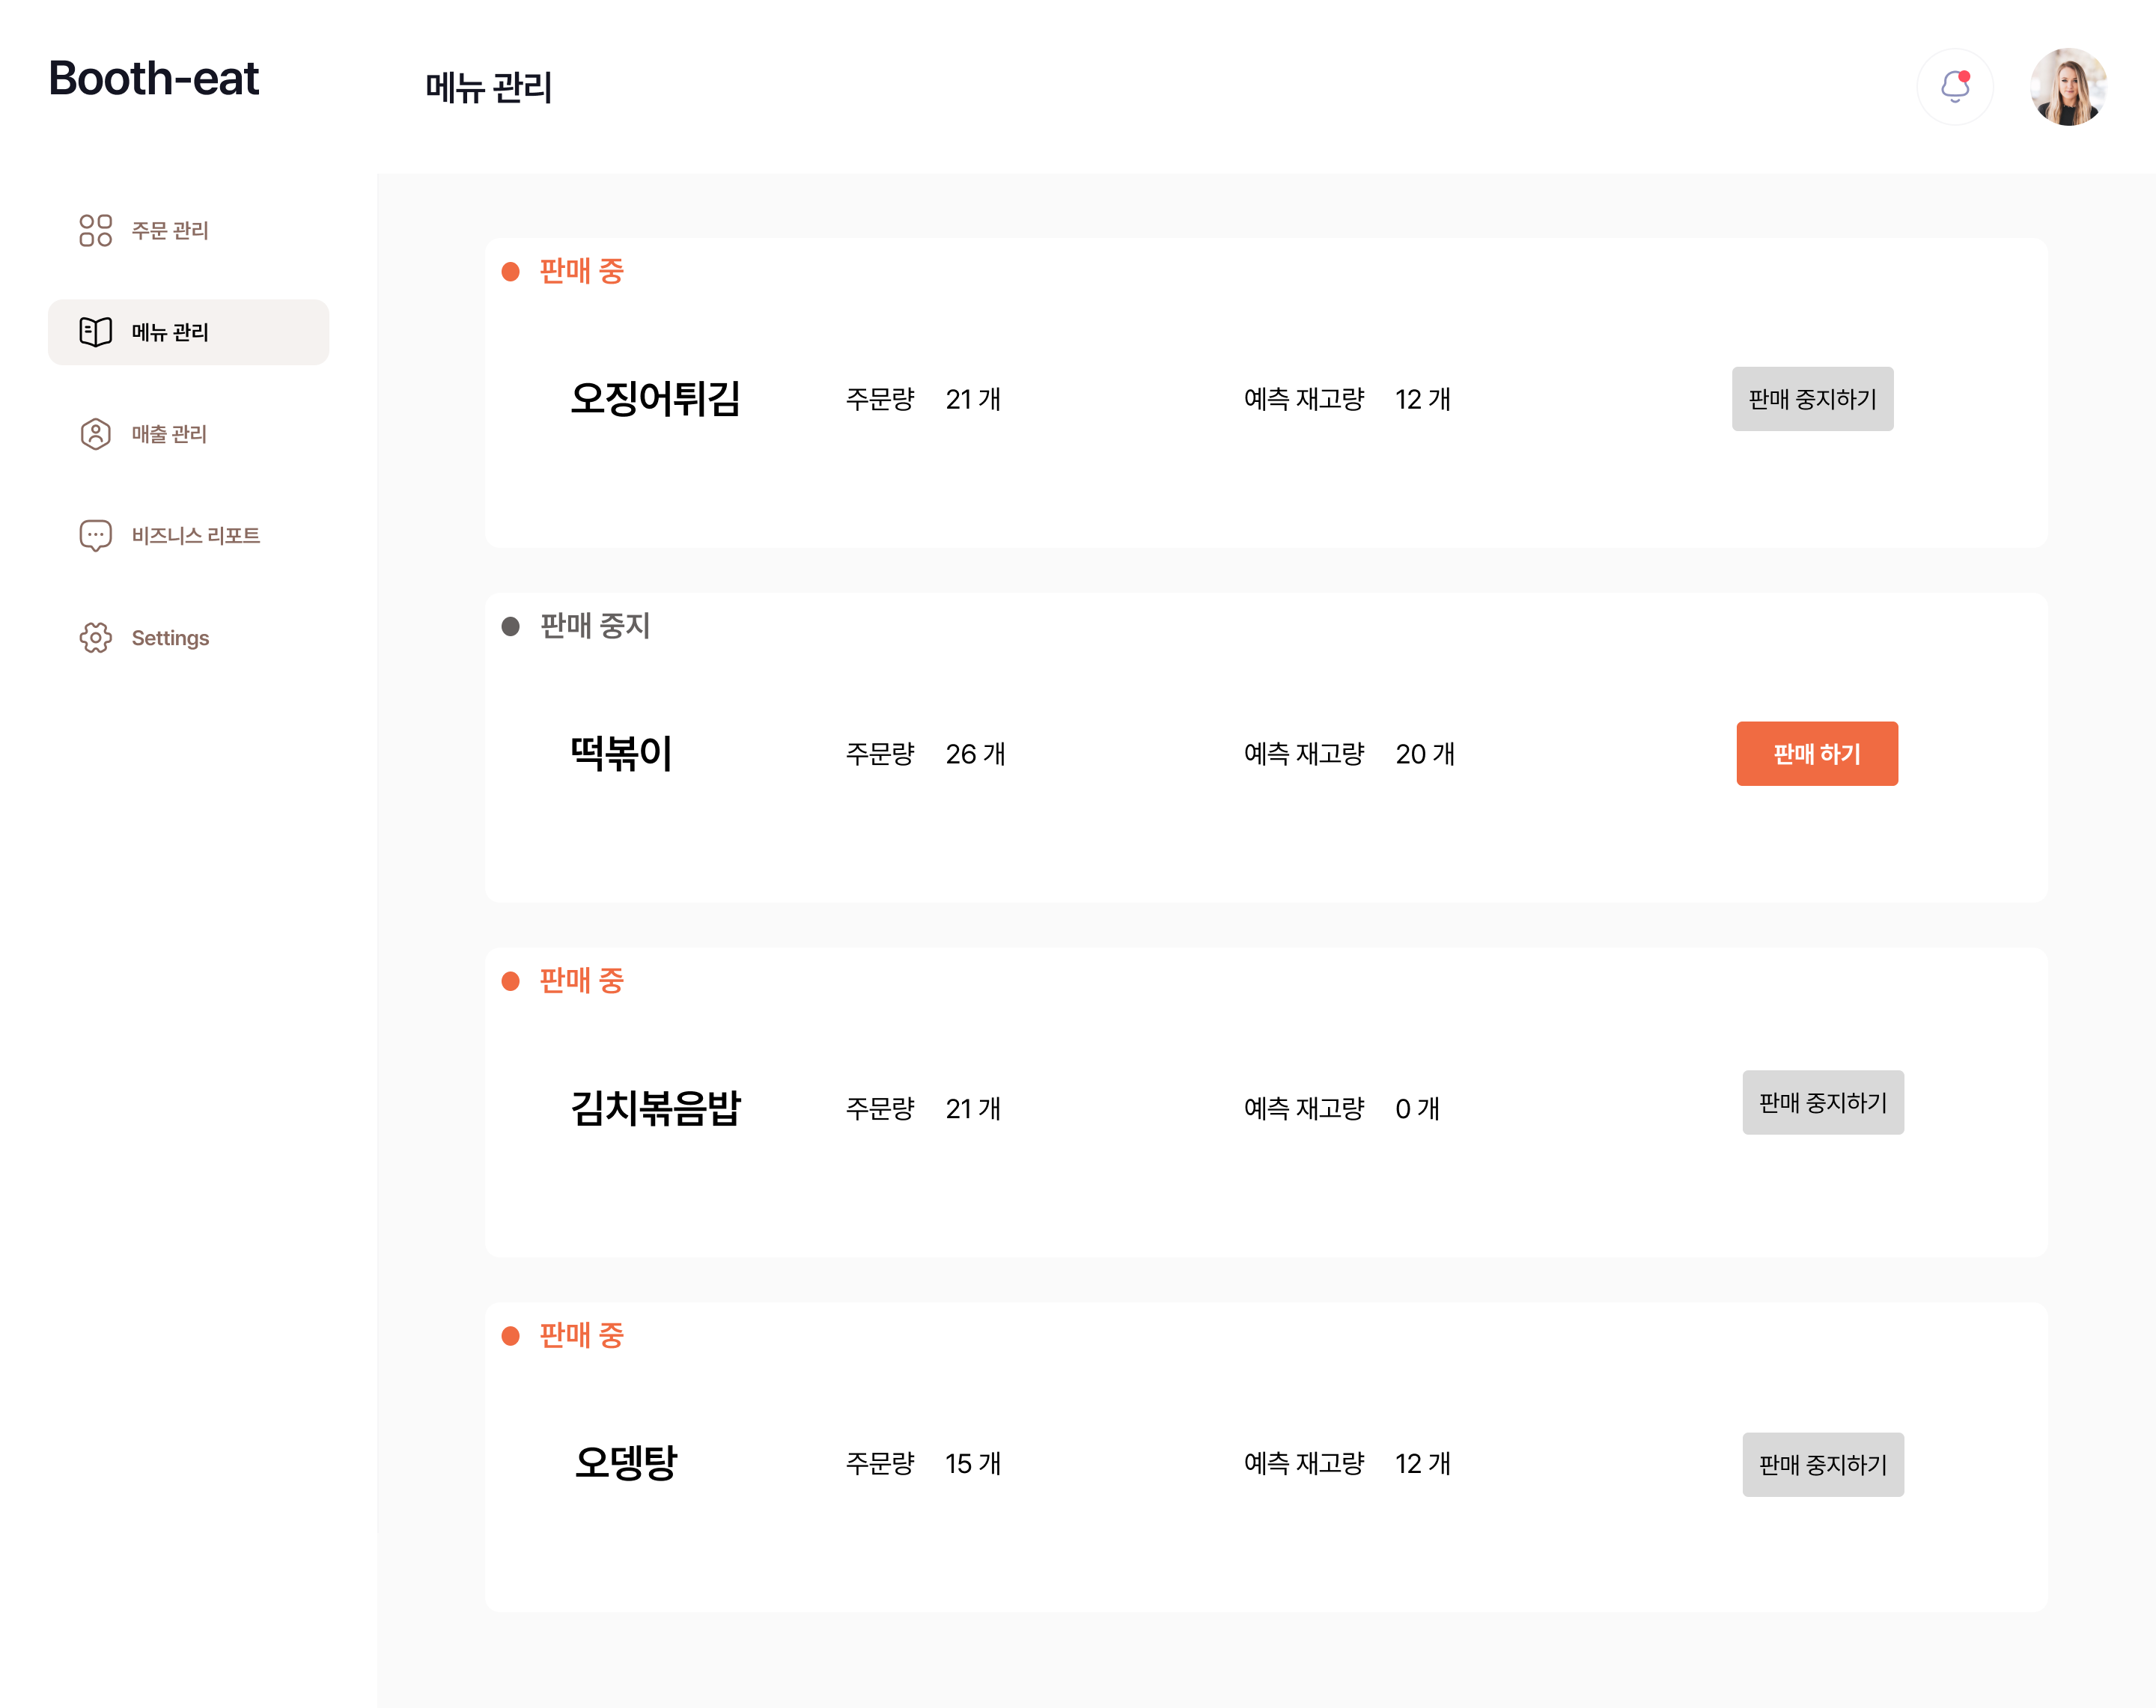 Booth-eat
메뉴 관리
주문 관리
메뉴 관리
매출 관리
비즈니스 리포트
Settings
판매 중
오징어튀김 주문량 21 개 예측 재고량 12 개 판매 중지하기
판매 중지
떡볶이 주문량 26 개 예측 재고량 20 개 판매 하기
판매 중
김치볶음밥 주문량 21 개 예측 재고량 0 개 판매 중지하기
판매 중
오뎅탕 주문량 15 개 예측 재고량 12 개 판매 중지하기